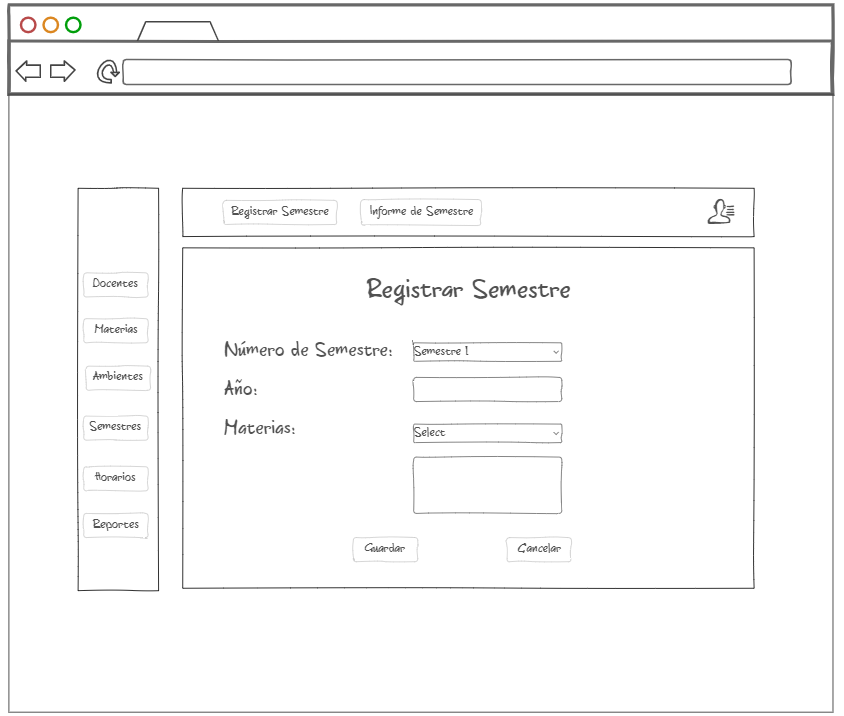 Registrar Semestre
Informe de Semestre
Docentes
Materias
Ambientes
Semestres
Horarios
Reportes
Registrar Semestre
Número de Semestre: Semestre 1
Año:
Materias: Select
Guardar
Cancelar